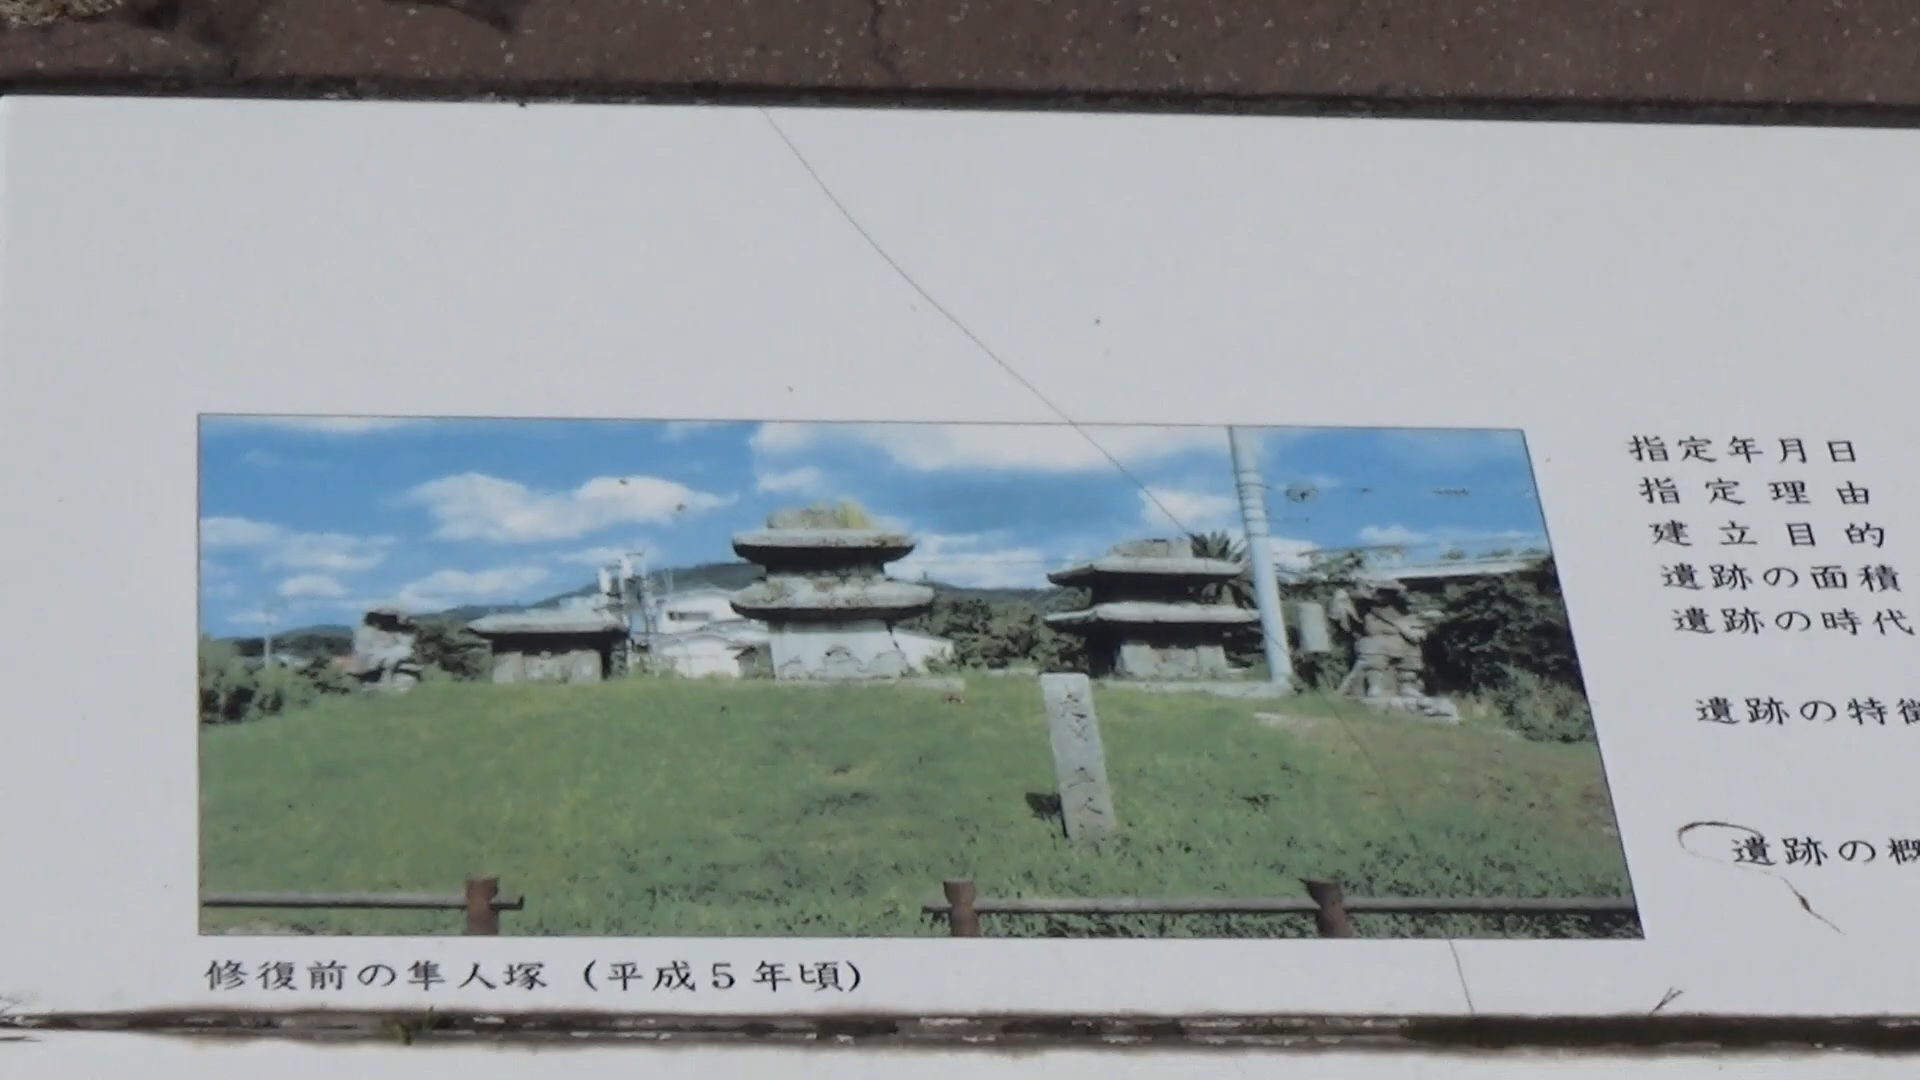 指定年月日
指定理由
建立目的
遺跡の面積
遺跡の時代
遺跡の特徴
遺跡の概
修復前の隼人塚（平成5年頃）